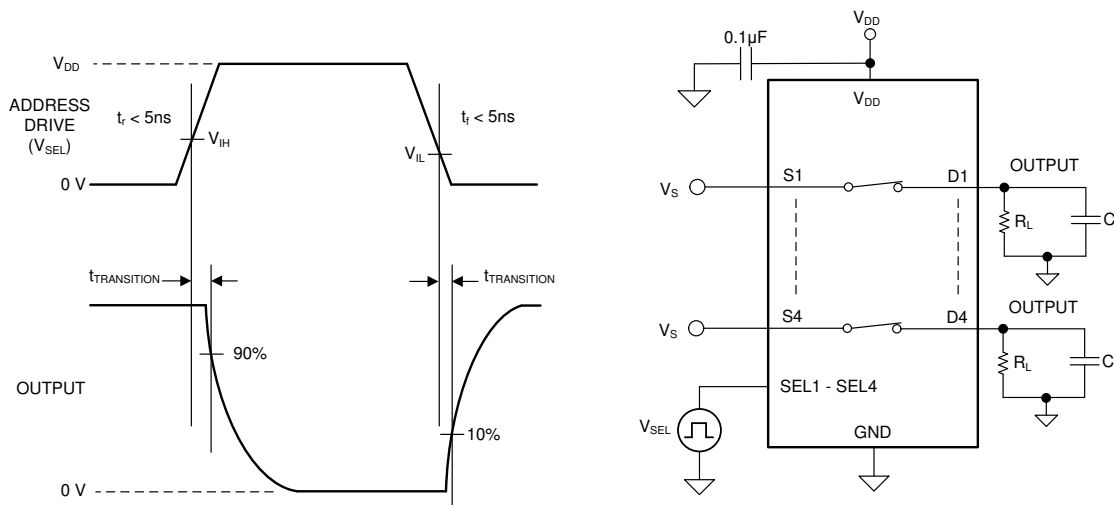 V_DD
ADDRESS
DRIVE
(V_SEL)
t_r < 5ns
V_IH
V_IL
t_f < 5ns
0 V
t_TRANSITION
t_TRANSITION
90%
OUTPUT
10%
0 V
V_DD
0.1µF
V_DD
V_S
S1
D1
OUTPUT
R_L
C
V_S
S4
D4
OUTPUT
R_L
C
SEL1 - SEL4
V_SEL
GND